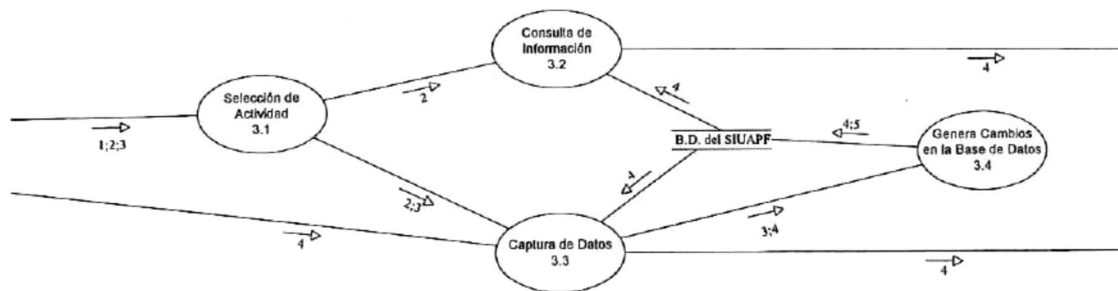 Consulta de
Información
3.2
4
Selección de
Actividad
3.1
2
4
1;2;3
B.D. del SIUAPF
4;5
Genera Cambios
en la Base de Datos
3.4
4
2;3
3;4
4
Captura de Datos
3.3
4